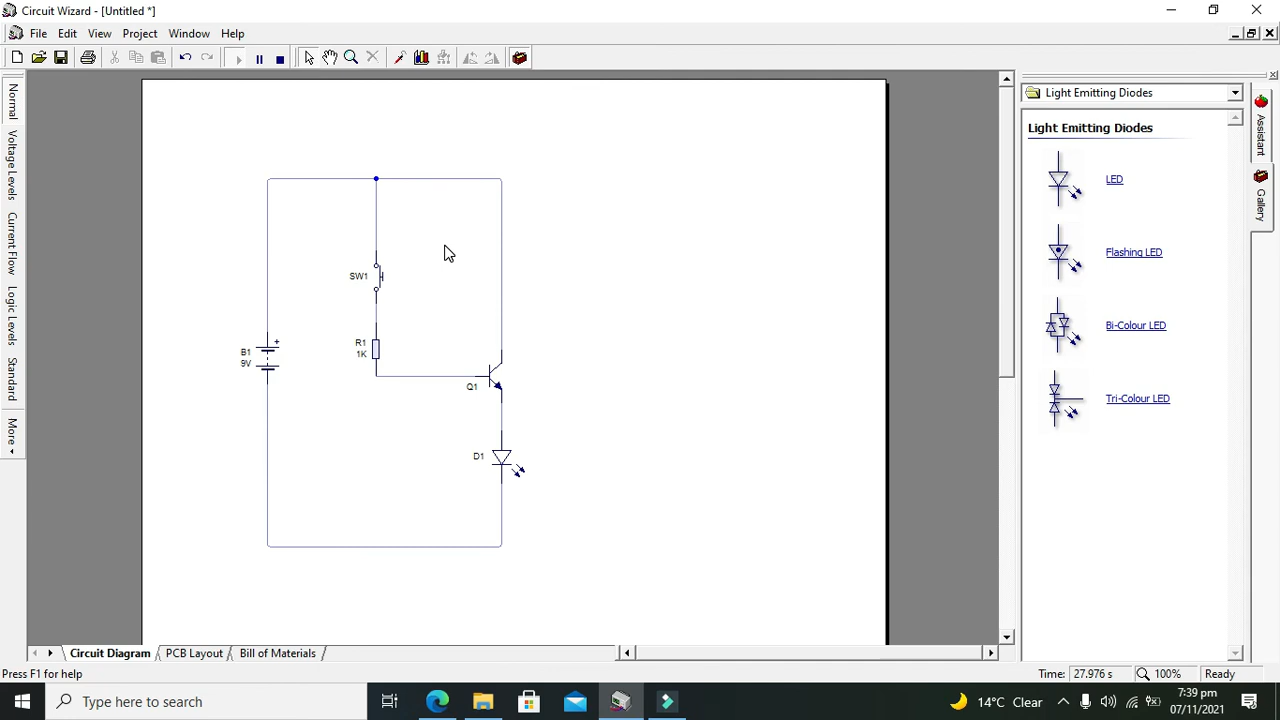 Circuit Wizard - [Untitled *]
File Edit View Project Window Help
Normal
Voltage Levels
Current Flow
Logic Levels
Standard
More
SW1
R1
1K
B1
9V
Q1
D1
Light Emitting Diodes
Light Emitting Diodes
LED
Flashing LED
Bi-Colour LED
Tri-Colour LED
Assistant
Gallery
Circuit Diagram PCB Layout Bill of Materials
Press F1 for help Time: 27.976 s 100% Ready
Type here to search 14°C Clear 7:39 pm
07/11/2021